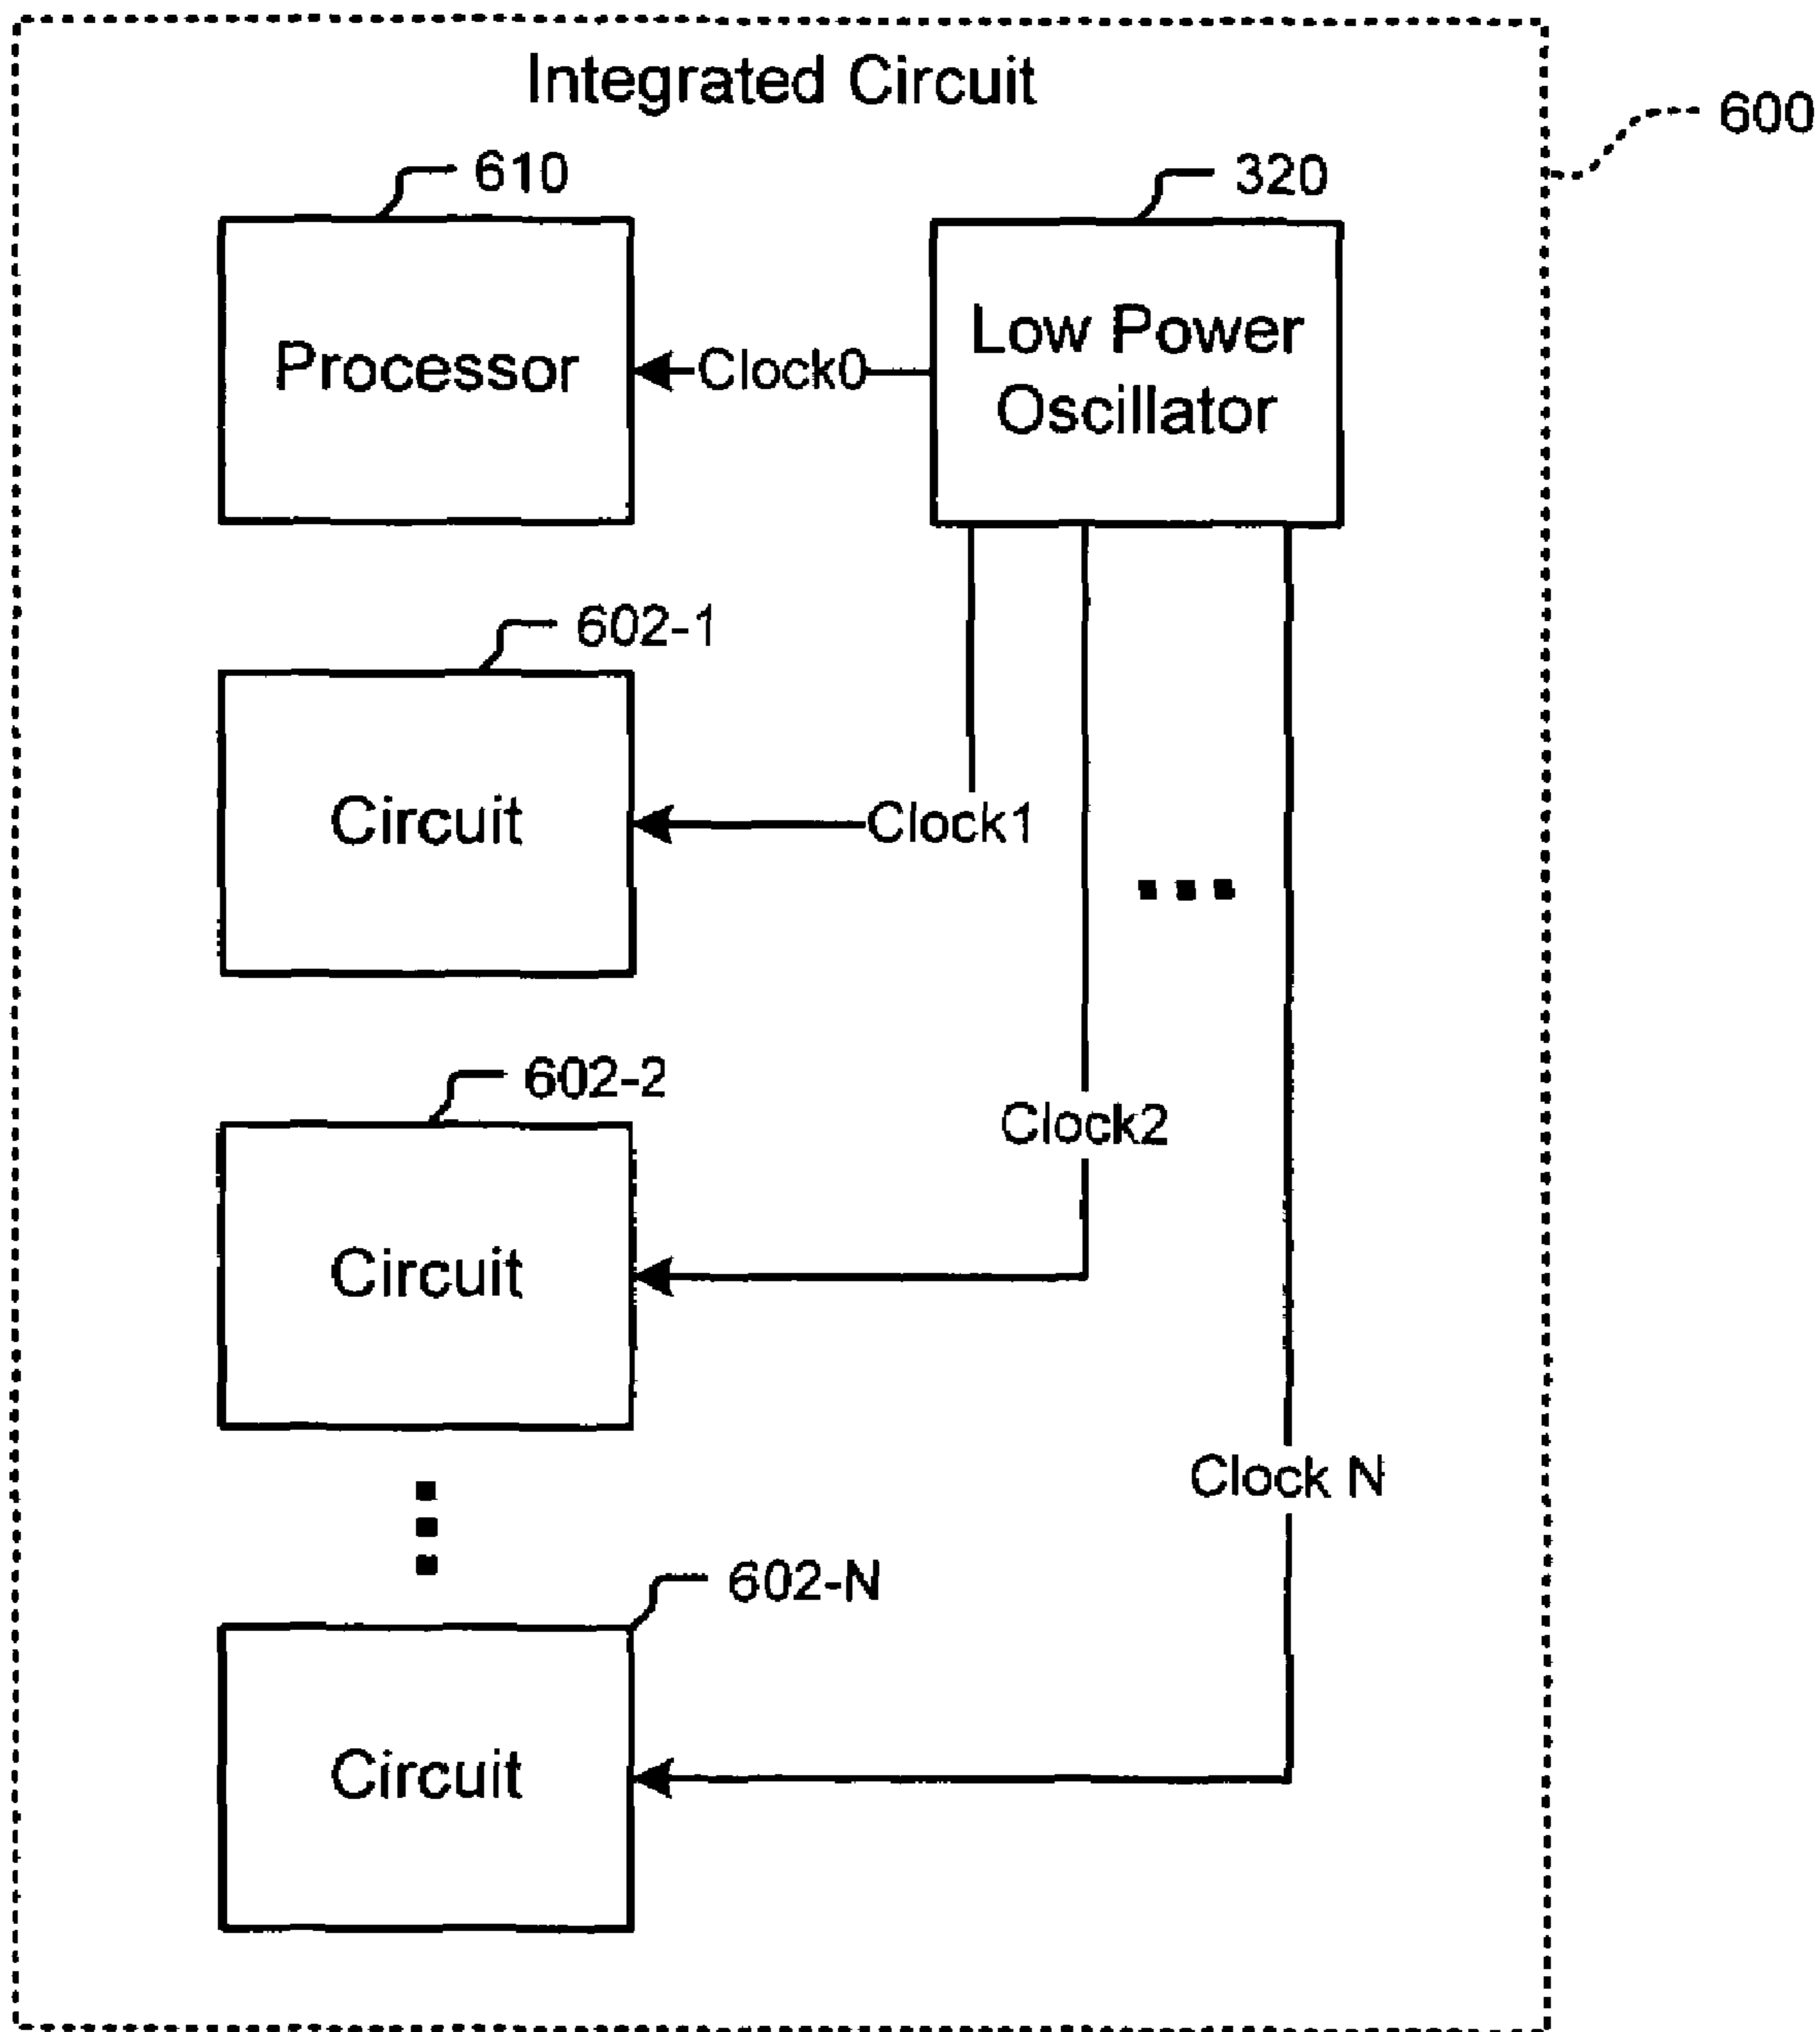 Integrated Circuit
600
610
320
Processor
Clock0
Low Power
Oscillator
602-1
Circuit
Clock1
602-2
Clock2
Circuit
Clock N
602-N
Circuit